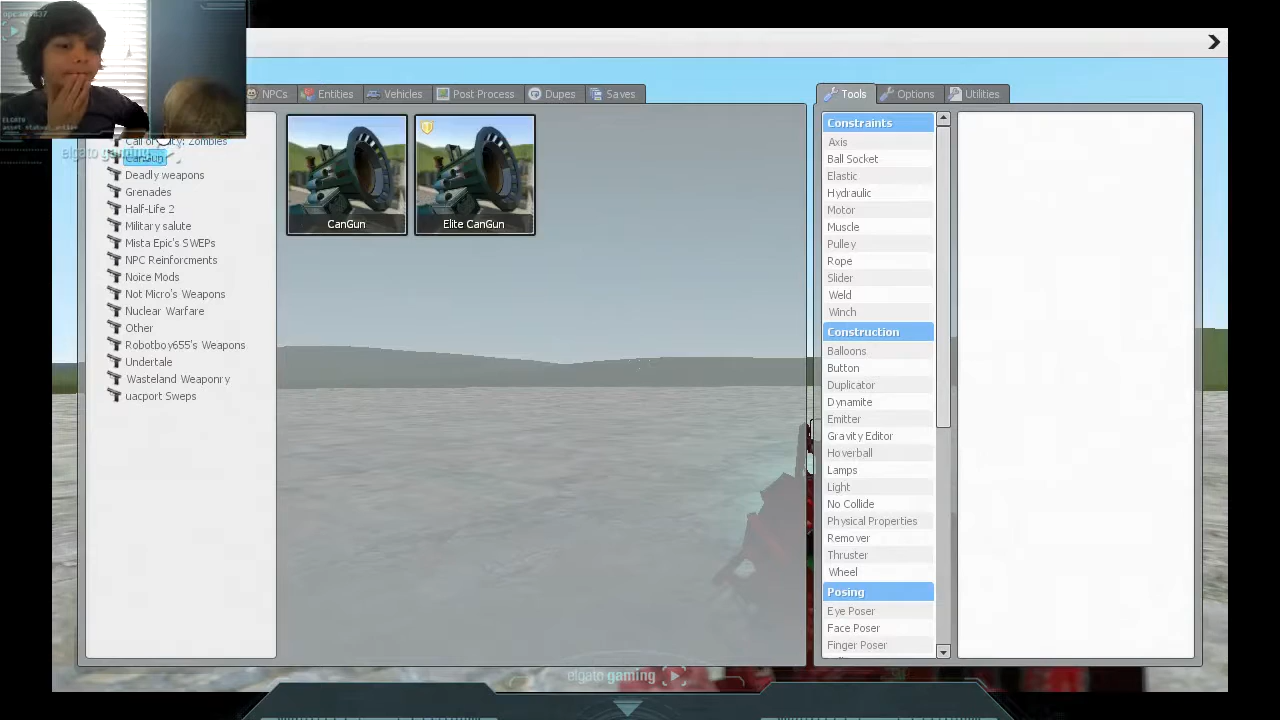 NPCs Entities Vehicles Post Process Dupes Saves
Tools Options Utilities
elgato gaming
CanGun
Deadly weapons
Grenades
Half-Life 2
Military salute
Mista Epic's SWEPs
NPC Reinforcments
Noice Mods
Not Micro's Weapons
Nuclear Warfare
Other
Robotboy655's Weapons
Undertale
Wasteland Weaponry
uacport Sweps
CanGun
Elite CanGun
Constraints
Axis
Ball Socket
Elastic
Hydraulic
Motor
Muscle
Pulley
Rope
Slider
Weld
Winch
Construction
Balloons
Button
Duplicator
Dynamite
Emitter
Gravity Editor
Hoverball
Lamps
Light
No Collide
Physical Properties
Remover
Thruster
Wheel
Posing
Eye Poser
Face Poser
Finger Poser
elgato gaming